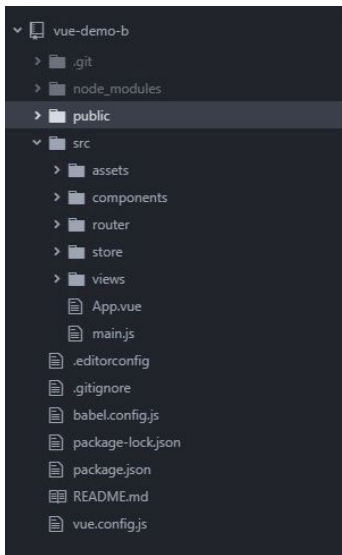 vue-demo-b
.git
node_modules
public
src
assets
components
router
store
views
App.vue
main.js
.editorconfig
.gitignore
babel.config.js
package-lock.json
package.json
README.md
vue.config.js